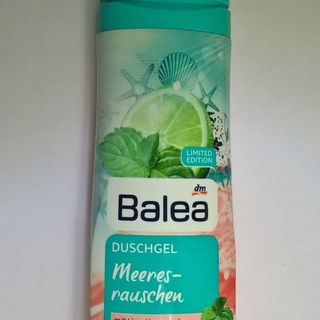 LIMITED
EDITION
dm
Balea
DUSCHGEL
Meeres-
rauschen